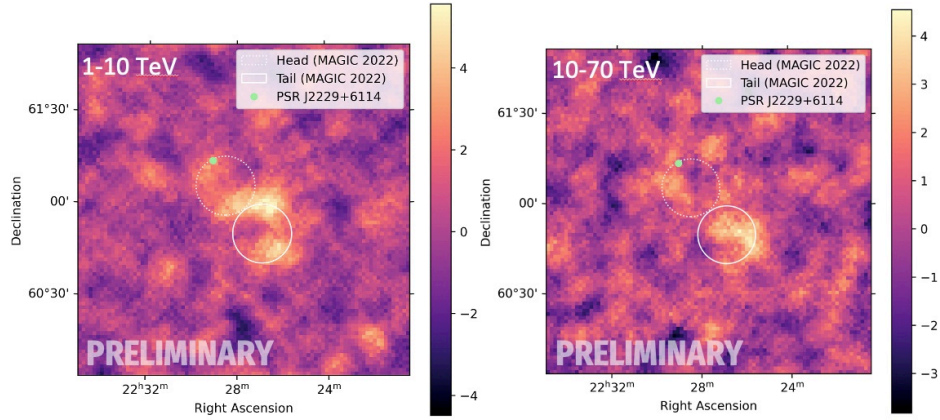 1-10 TeV
Head (MAGIC 2022)
Tail (MAGIC 2022)
PSR J2229+6114
61°30'
00'
60°30'
Declination
PRELIMINARY
22ʰ32ᵐ
28ᵐ
24ᵐ
Right Ascension
4
2
0
−2
−4
10-70 TeV
Head (MAGIC 2022)
Tail (MAGIC 2022)
PSR J2229+6114
61°30'
00'
60°30'
Declination
PRELIMINARY
22ʰ32ᵐ
28ᵐ
24ᵐ
Right Ascension
4
3
2
1
0
−1
−2
−3